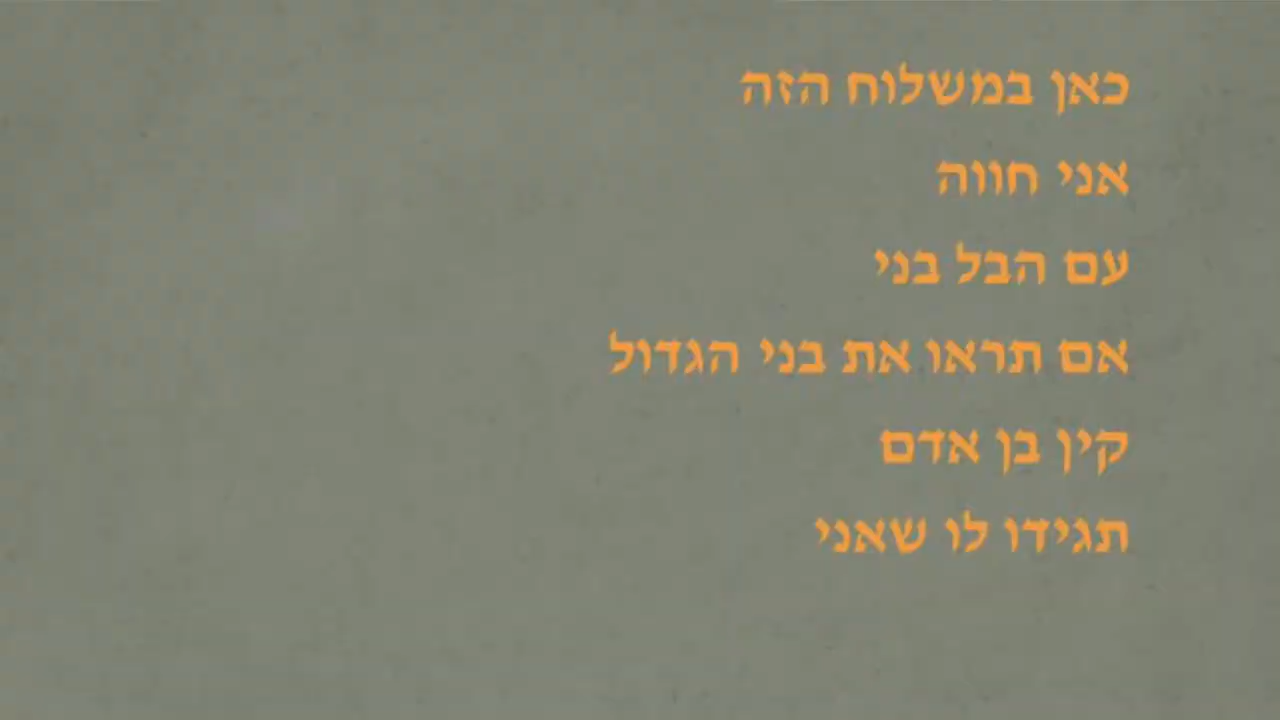 כאן במשלוח הזה
אני חווה
עם הבל בני
אם תראו את בני הגדול
קין בן אדם
תגידו לו שאני